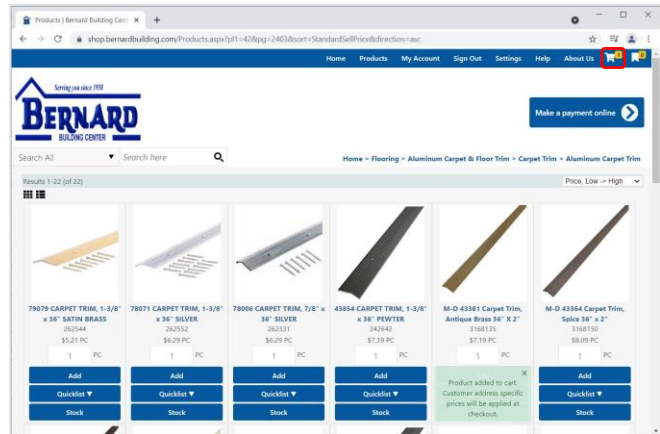 Products | Bernard Building Cen
shop.bernardbuilding.com/Products.aspx?pl1=42&pg=2403&sort=StandardSellPrice&direction=asc
Home Products My Account Sign Out Settings Help About Us
Serving you since 1938
BERNARD
BUILDING CENTER
Make a payment online
Search All Search here
Home > Flooring > Aluminum Carpet & Floor Trim > Carpet Trim > Aluminum Carpet Trim
Results 1-22 (of 22)
Price, Low -> High
79079 CARPET TRIM, 1-3/8"
x 36" SATIN BRASS
262544
$5.21 PC
1 PC
Add
Quicklist ▼
Stock
78071 CARPET TRIM, 1-3/8"
x 36" SILVER
262552
$6.29 PC
1 PC
Add
Quicklist ▼
Stock
78006 CARPET TRIM, 7/8" x
36" SILVER
262331
$6.29 PC
1 PC
Add
Quicklist ▼
Stock
43854 CARPET TRIM, 1-3/8"
x 36" PEWTER
242642
$7.19 PC
1 PC
Add
Quicklist ▼
Stock
M-D 43381 Carpet Trim,
Antique Brass 36" X 2"
3168135
$7.19 PC
1 PC
Product added to cart.
Customer address specific
prices will be applied at
checkout.
M-D 43364 Carpet Trim,
Spice 36" x 2"
3168150
$8.09 PC
1 PC
Add
Quicklist ▼
Stock